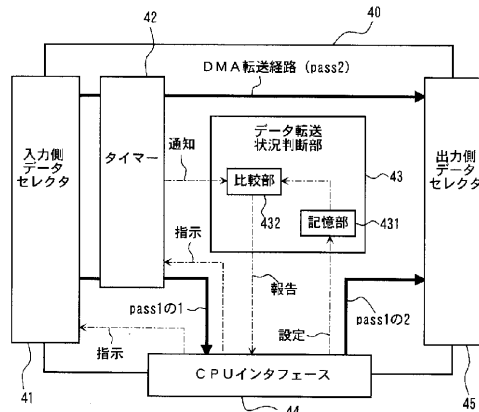 42
40
DMA転送経路(pass2)
入力側
データ
セレクタ
タイマー
データ転送
状況判断部
出力側
データ
セレクタ
通知
比較部
432
43
記憶部
431
指示
報告
設定
pass1の1
pass1の2
指示
CPUインタフェース
41
44
45